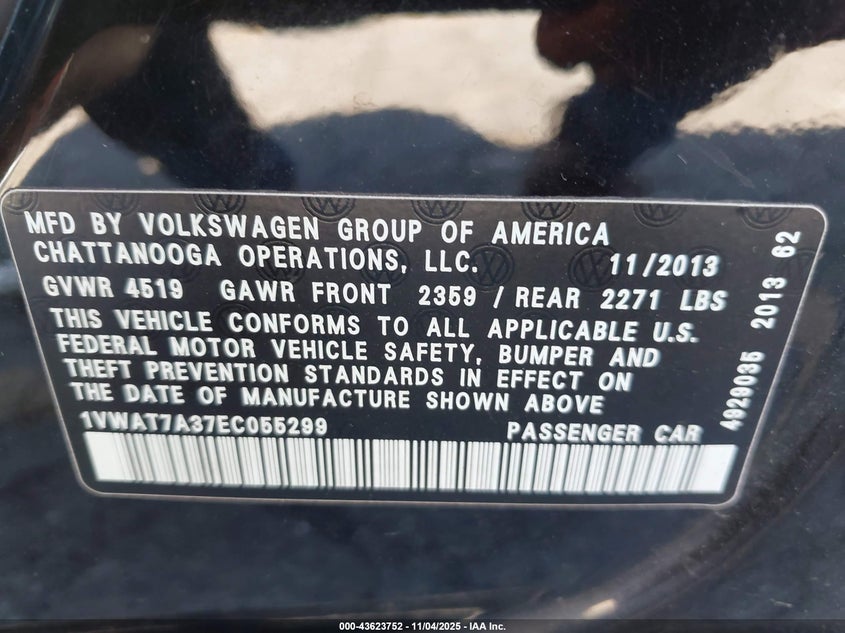 MFD BY VOLKSWAGEN GROUP OF AMERICA
CHATTANOOGA OPERATIONS, LLC. 11/2013
GVWR 4519 GAWR FRONT 2359 / REAR 2271 LBS
THIS VEHICLE CONFORMS TO ALL APPLICABLE U.S.
FEDERAL MOTOR VEHICLE SAFETY, BUMPER AND
THEFT PREVENTION STANDARDS IN EFFECT ON
THE DATE OF MANUFACTURE SHOWN ABOVE
1VWAT7A37EC055299 PASSENGER CAR
4929035 2013 62
000-43623752 - 11/04/2025 - IAA Inc.